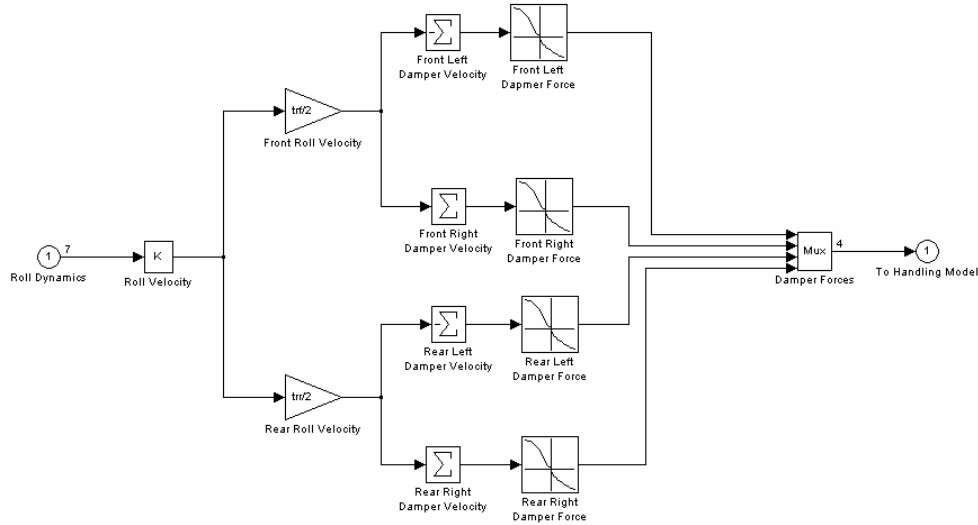 Front Left
Damper Velocity
Front Left
Dapmer Force
trf/2
Front Roll Velocity
Front Right
Damper Velocity
Front Right
Damper Force
1
7
Roll Dynamics
K
Roll Velocity
Mux
4
Damper Forces
1
To Handling Model
Rear Left
Damper Velocity
Rear Left
Damper Force
trr/2
Rear Roll Velocity
Rear Right
Damper Velocity
Rear Right
Damper Force